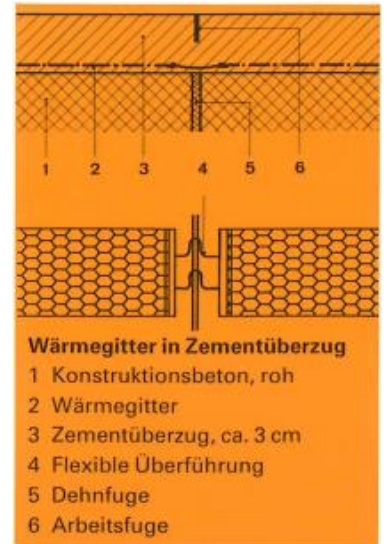 1 2 3 4 5 6
Wärmegitter in Zementüberzug
1 Konstruktionsbeton, roh
2 Wärmegitter
3 Zementüberzug, ca. 3 cm
4 Flexible Überführung
5 Dehnfuge
6 Arbeitsfuge